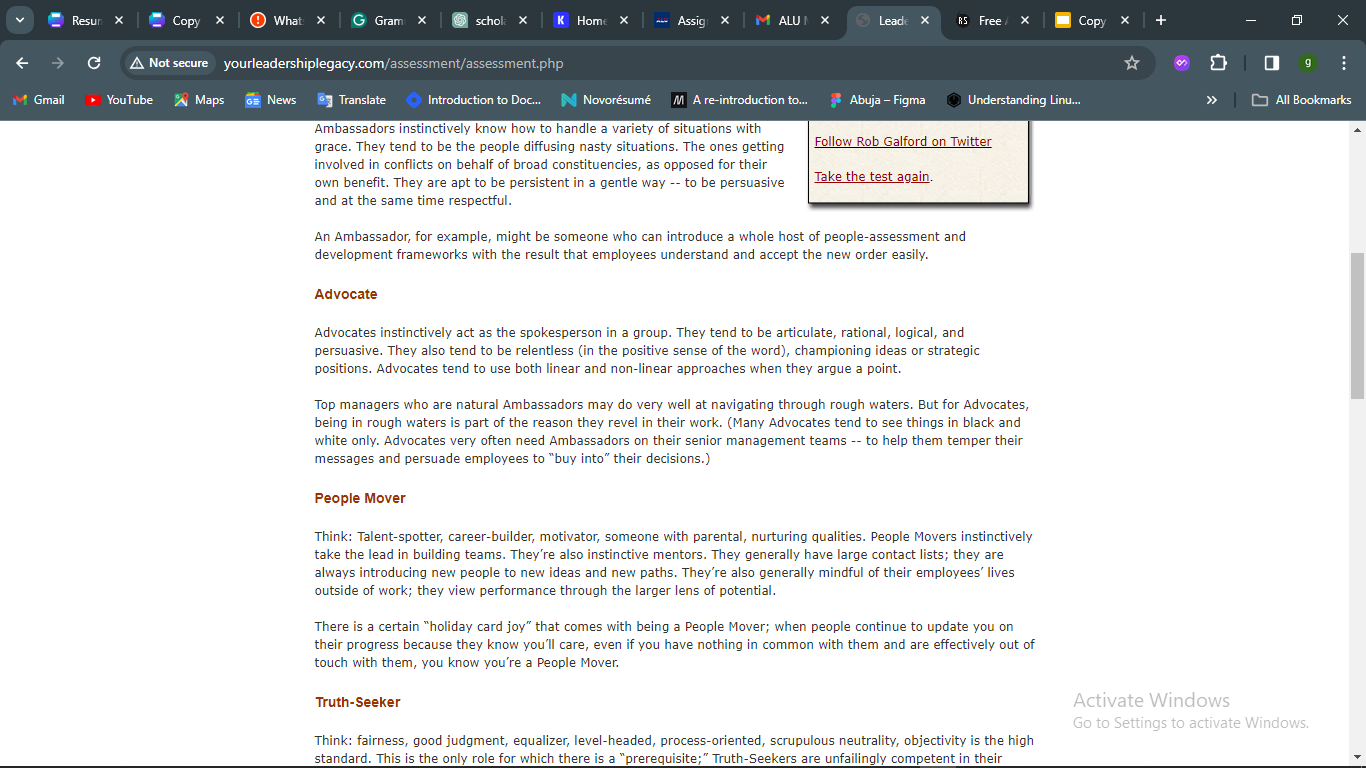 Resun
Copy
What
Gram
schol
Home
Assig
ALU
Leade
Free
Copy
Not secure
yourleadershiplegacy.com/assessment/assessment.php
g
Gmail
YouTube
Maps
News
Translate
Introduction to Doc...
Novorésumé
A re-introduction to...
Abuja – Figma
Understanding Linu...
»
All Bookmarks
Ambassadors instinctively know how to handle a variety of situations with
grace. They tend to be the people diffusing nasty situations. The ones getting
involved in conflicts on behalf of broad constituencies, as opposed for their
own benefit. They are apt to be persistent in a gentle way -- to be persuasive
and at the same time respectful.
Follow Rob Galford on Twitter
Take the test again.
An Ambassador, for example, might be someone who can introduce a whole host of people-assessment and
development frameworks with the result that employees understand and accept the new order easily.
Advocate
Advocates instinctively act as the spokesperson in a group. They tend to be articulate, rational, logical, and
persuasive. They also tend to be relentless (in the positive sense of the word), championing ideas or strategic
positions. Advocates tend to use both linear and non-linear approaches when they argue a point.
Top managers who are natural Ambassadors may do very well at navigating through rough waters. But for Advocates,
being in rough waters is part of the reason they revel in their work. (Many Advocates tend to see things in black and
white only. Advocates very often need Ambassadors on their senior management teams -- to help them temper their
messages and persuade employees to “buy into” their decisions.)
People Mover
Think: Talent-spotter, career-builder, motivator, someone with parental, nurturing qualities. People Movers instinctively
take the lead in building teams. They’re also instinctive mentors. They generally have large contact lists; they are
always introducing new people to new ideas and new paths. They’re also generally mindful of their employees’ lives
outside of work; they view performance through the larger lens of potential.
There is a certain “holiday card joy” that comes with being a People Mover; when people continue to update you on
their progress because they know you’ll care, even if you have nothing in common with them and are effectively out of
touch with them, you know you’re a People Mover.
Truth-Seeker
Think: fairness, good judgment, equalizer, level-headed, process-oriented, scrupulous neutrality, objectivity is the high
standard. This is the only role for which there is a “prerequisite;” Truth-Seekers are unfailingly competent in their
Activate Windows
Go to Settings to activate Windows.